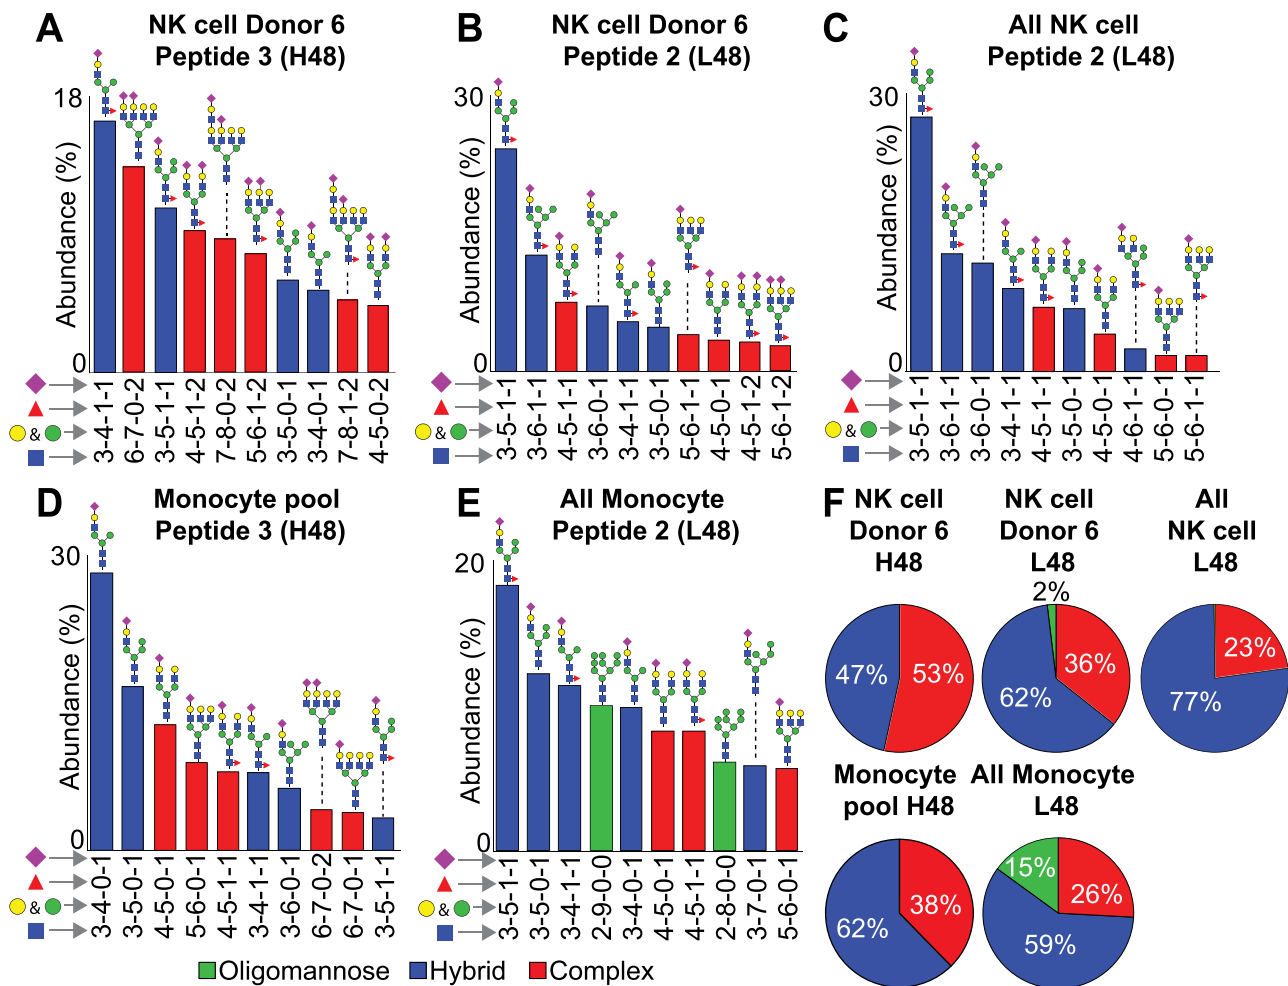 A
NK cell Donor 6
Peptide 3 (H48)
18
0
Abundance (%)
&
3-4-1-1
6-7-0-2
3-5-1-1
4-5-1-2
7-8-0-2
5-6-1-2
3-5-0-1
3-4-0-1
7-8-1-2
4-5-0-2
B
NK cell Donor 6
Peptide 2 (L48)
30
0
Abundance (%)
&
3-5-1-1
3-6-1-1
4-5-1-1
3-6-0-1
3-4-1-1
3-5-0-1
5-6-1-1
4-5-0-1
4-5-1-2
5-6-1-2
C
All NK cell
Peptide 2 (L48)
30
0
Abundance (%)
&
3-5-1-1
3-6-1-1
3-6-0-1
3-4-1-1
4-5-1-1
3-5-0-1
4-5-0-1
4-6-1-1
5-6-0-1
5-6-1-1
D
Monocyte pool
Peptide 3 (H48)
30
0
Abundance (%)
&
3-4-0-1
3-5-0-1
4-5-0-1
5-6-0-1
4-5-1-1
3-4-1-1
3-6-0-1
6-7-0-2
6-7-0-1
3-5-1-1
E
All Monocyte
Peptide 2 (L48)
20
0
Abundance (%)
&
3-5-1-1
3-5-0-1
3-4-1-1
2-9-0-0
3-4-0-1
4-5-0-1
4-5-1-1
2-8-0-0
3-7-0-1
5-6-0-1
F
NK cell
Donor 6
H48
47%
53%
NK cell
Donor 6
L48
2%
36%
62%
All
NK cell
L48
23%
77%
Monocyte
pool H48
38%
62%
All Monocyte
L48
15%
26%
59%
Oligomannose
Hybrid
Complex